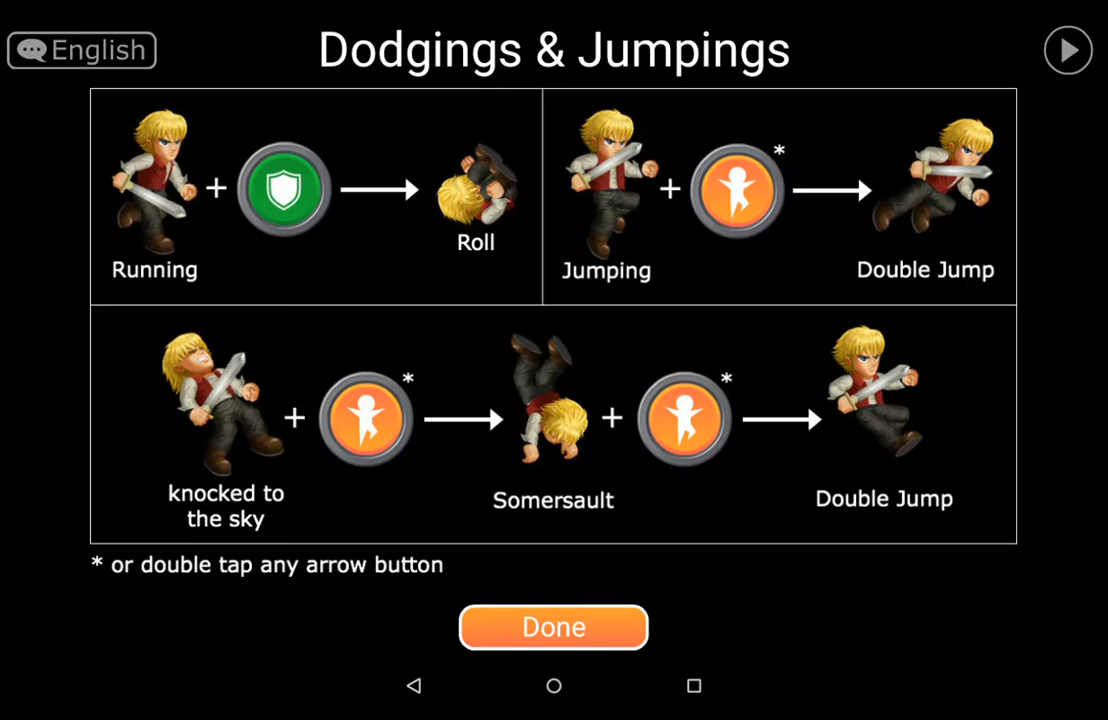 English
Dodgings & Jumpings
+
Roll
Running
+
*
Jumping
Double Jump
+
*
+
*
knocked to
the sky
Somersault
Double Jump
* or double tap any arrow button
Done